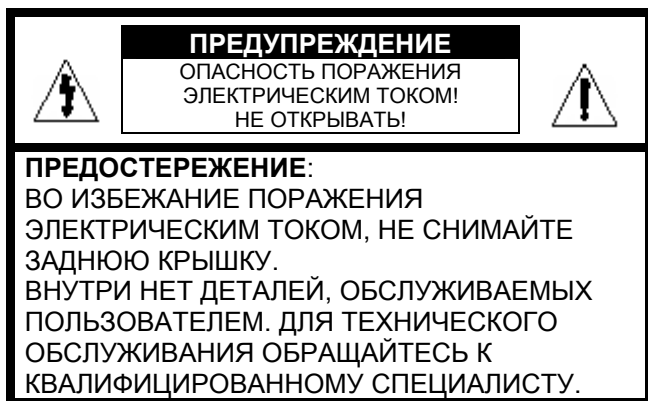 ПРЕДУПРЕЖДЕНИЕ
ОПАСНОСТЬ ПОРАЖЕНИЯ
ЭЛЕКТРИЧЕСКИМ ТОКОМ!
НЕ ОТКРЫВАТЬ!
ПРЕДОСТЕРЕЖЕНИЕ:
ВО ИЗБЕЖАНИЕ ПОРАЖЕНИЯ
ЭЛЕКТРИЧЕСКИМ ТОКОМ, НЕ СНИМАЙТЕ
ЗАДНЮЮ КРЫШКУ.
ВНУТРИ НЕТ ДЕТАЛЕЙ, ОБСЛУЖИВАЕМЫХ
ПОЛЬЗОВАТЕЛЕМ. ДЛЯ ТЕХНИЧЕСКОГО
ОБСЛУЖИВАНИЯ ОБРАЩАЙТЕСЬ К
КВАЛИФИЦИРОВАННОМУ СПЕЦИАЛИСТУ.